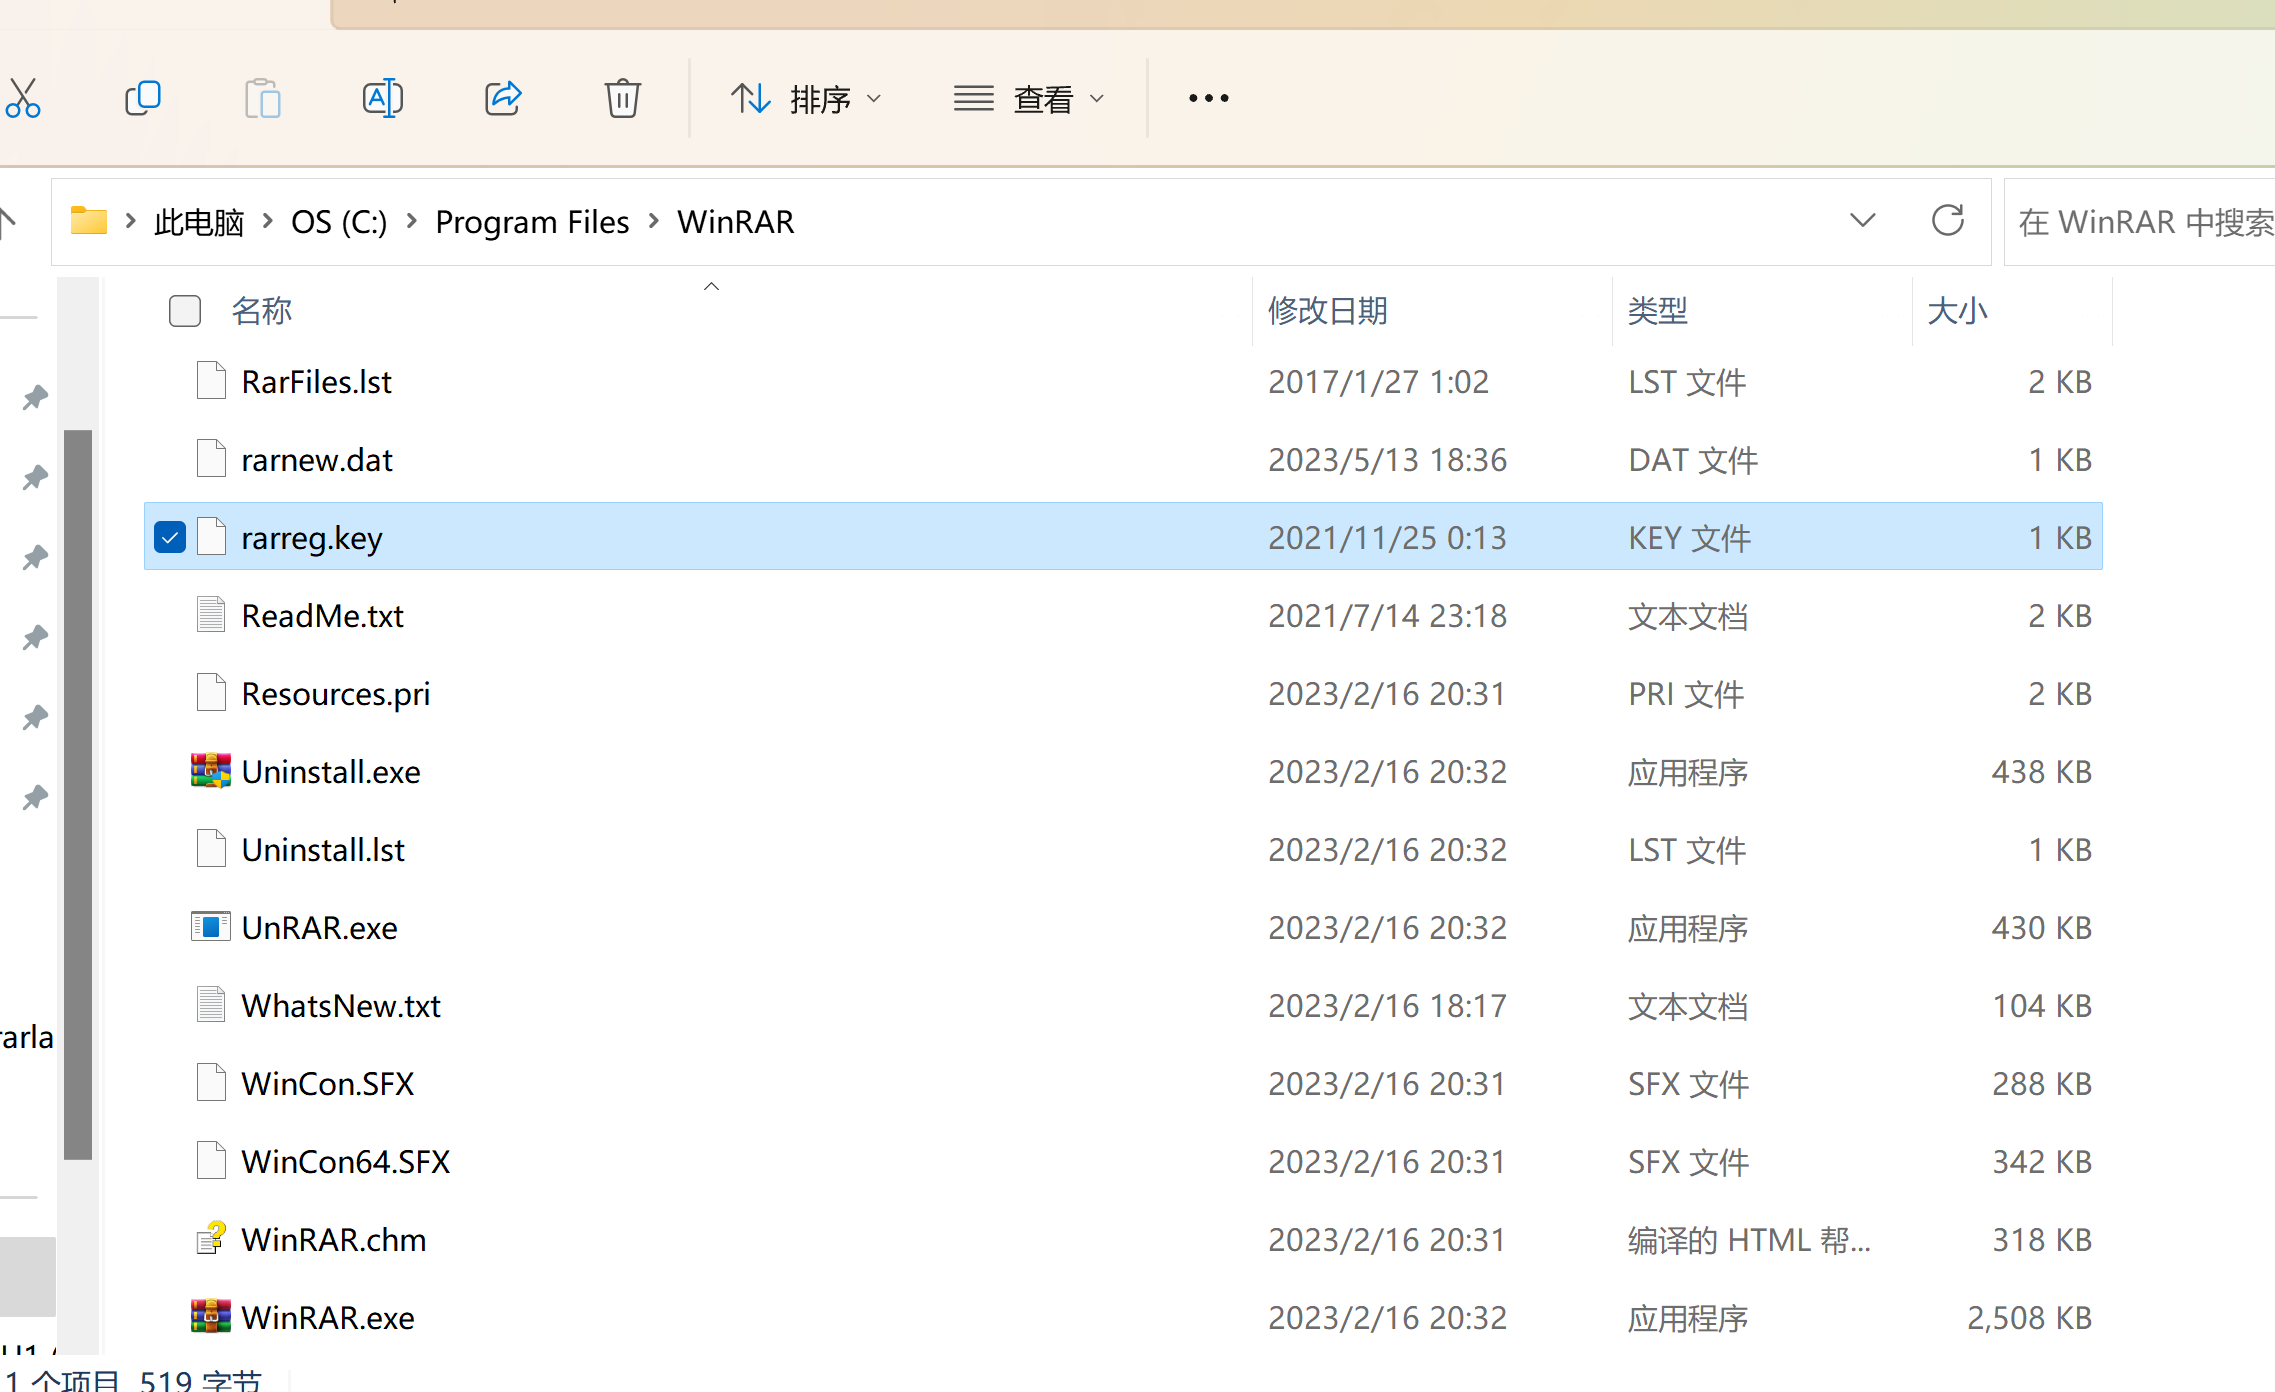 排序 查看
此电脑 OS (C:) Program Files WinRAR 在 WinRAR 中搜索
名称 修改日期 类型 大小
RarFiles.lst 2017/1/27 1:02 LST 文件 2 KB
rarnew.dat 2023/5/13 18:36 DAT 文件 1 KB
rarreg.key 2021/11/25 0:13 KEY 文件 1 KB
ReadMe.txt 2021/7/14 23:18 文本文档 2 KB
Resources.pri 2023/2/16 20:31 PRI 文件 2 KB
Uninstall.exe 2023/2/16 20:32 应用程序 438 KB
Uninstall.lst 2023/2/16 20:32 LST 文件 1 KB
UnRAR.exe 2023/2/16 20:32 应用程序 430 KB
WhatsNew.txt 2023/2/16 18:17 文本文档 104 KB
arla
WinCon.SFX 2023/2/16 20:31 SFX 文件 288 KB
WinCon64.SFX 2023/2/16 20:31 SFX 文件 342 KB
WinRAR.chm 2023/2/16 20:31 编译的 HTML 帮... 318 KB
WinRAR.exe 2023/2/16 20:32 应用程序 2,508 KB
1 个项目 519 字节